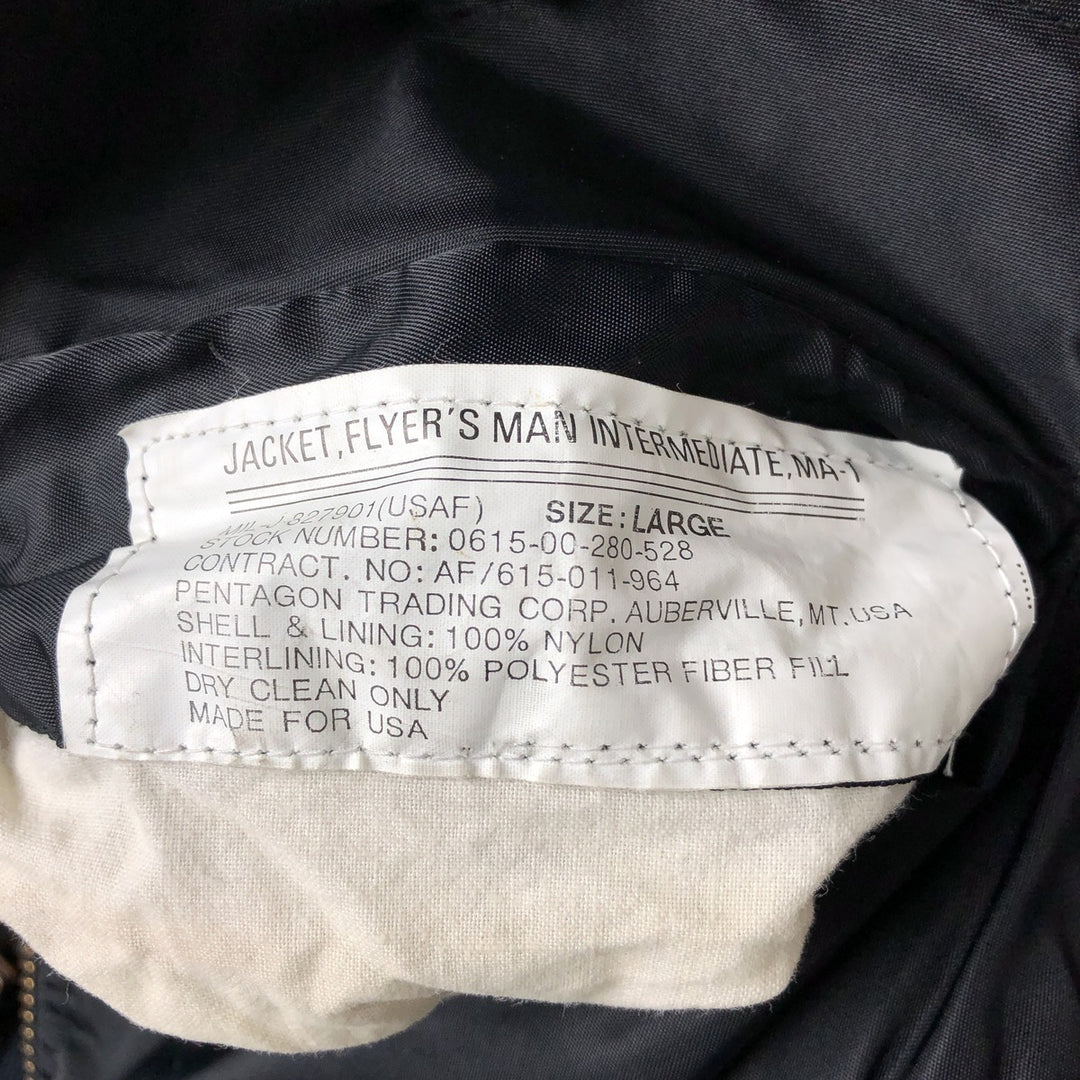 JACKET,FLYER'S MAN INTERMEDIATE,MA-1
MIL-J-827901(USAF) SIZE:LARGE
STOCK NUMBER: 0615-00-280-528
CONTRACT. NO: AF/615-011-964
PENTAGON TRADING CORP. AUBERVILLE,MT.USA
SHELL & LINING: 100% NYLON
INTERLINING: 100% POLYESTER FIBER FILL
DRY CLEAN ONLY
MADE FOR USA